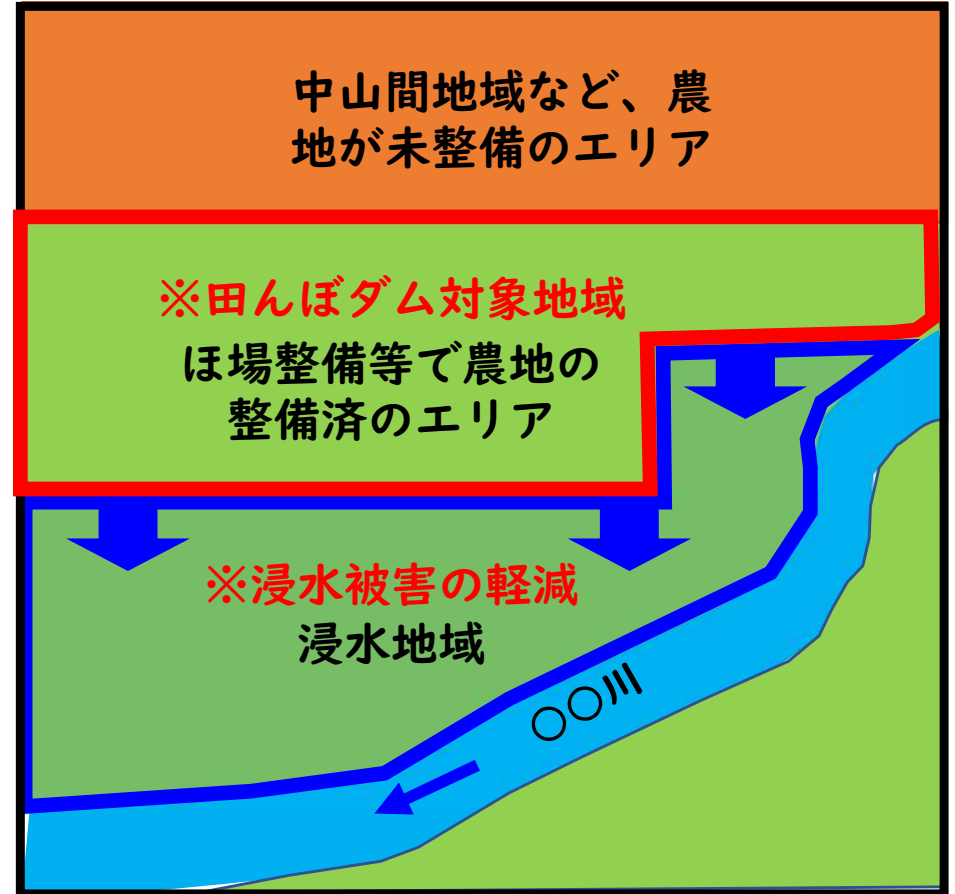 中山間地域など、農
地が未整備のエリア
※田んぼダム対象地域
ほ場整備等で農地の
整備済のエリア
※浸水被害の軽減
浸水地域
○○川